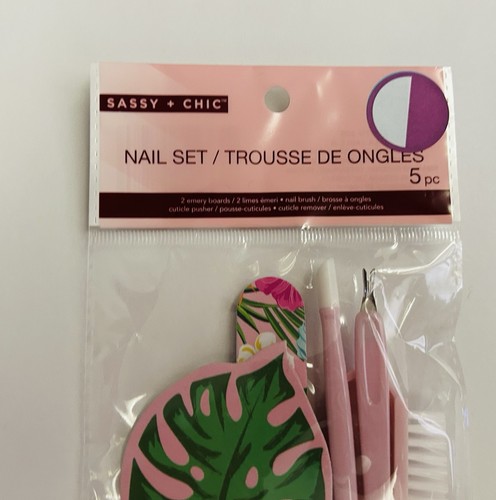 SASSY + CHIC™
NAIL SET / TROUSSE DE ONGLES
5 pc
2 emery boards / 2 limes émeri • nail brush / brosse à ongles
cuticle pusher / pousse-cuticules • cuticle remover / enlève-cuticules